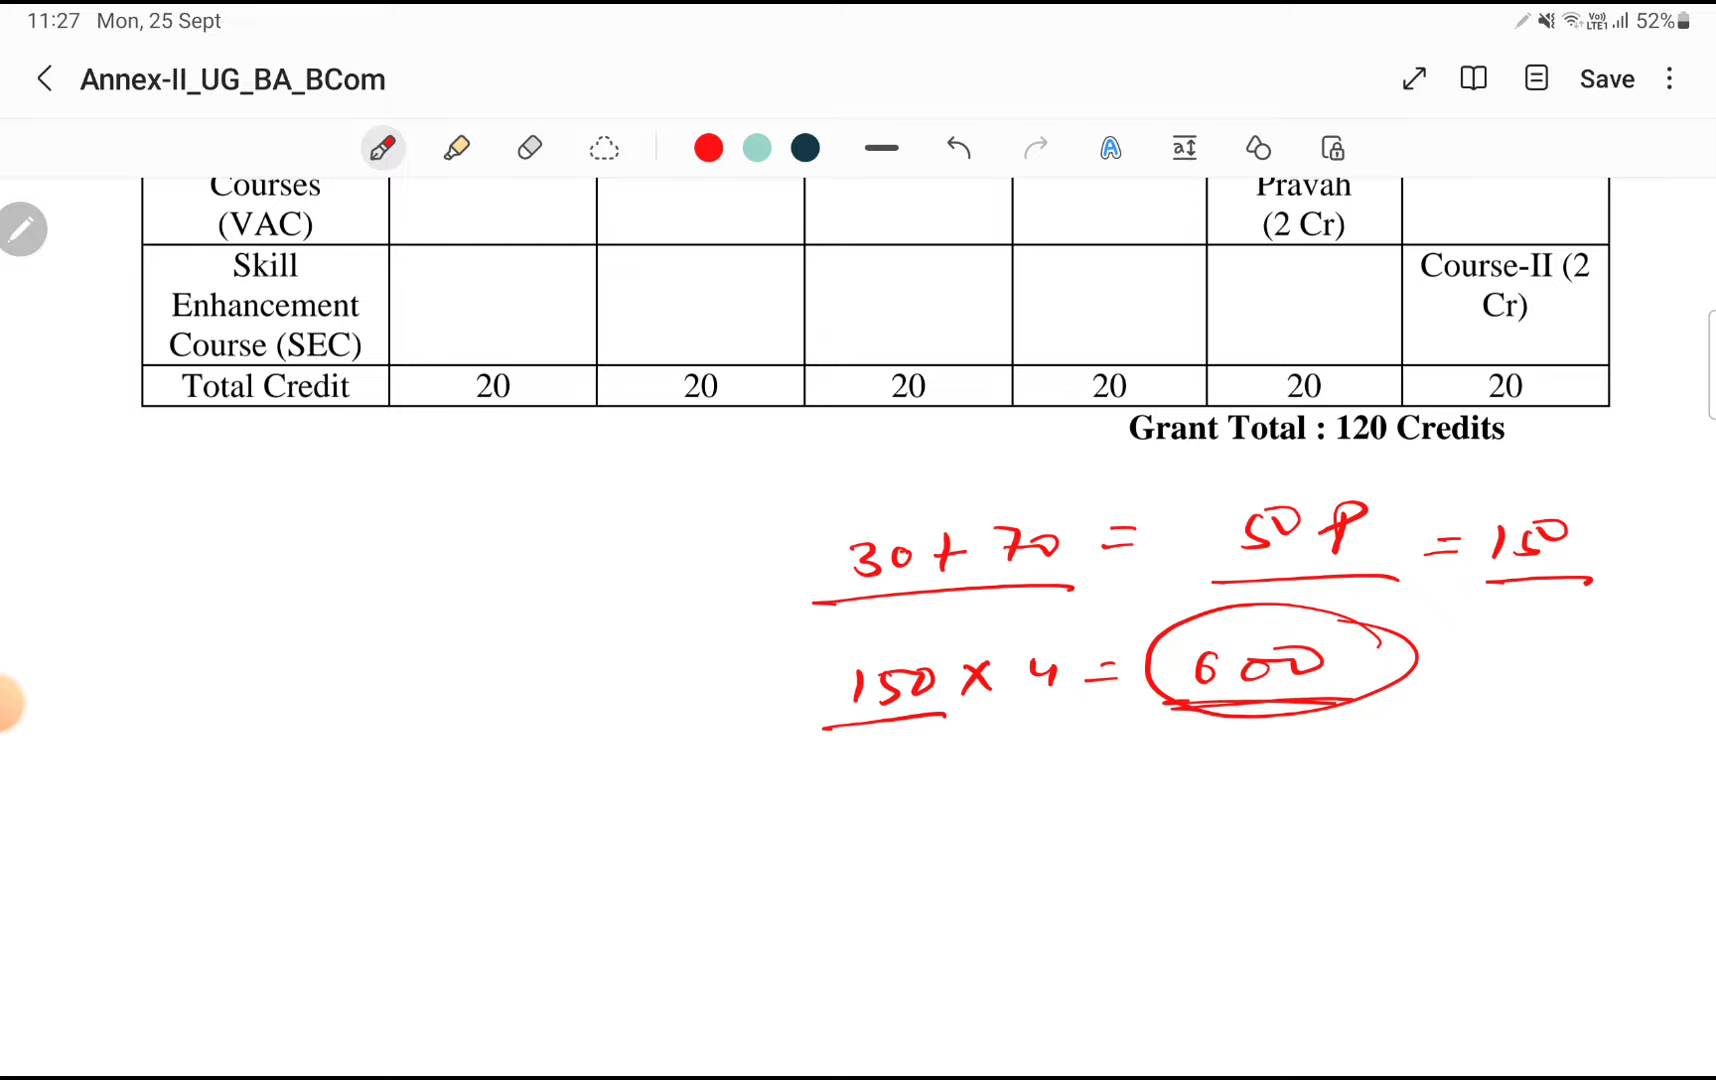 11:27 Mon, 25 Sept Vo)) LTE1 52%
Annex-II_UG_BA_BCom Save
Courses
(VAC)
Pravah
(2 Cr)
Skill
Enhancement
Course (SEC)
Course-II (2
Cr)
Total Credit 20 20 20 20 20 20
Grant Total : 120 Credits
30 + 70 = 50 P = 150
150 × 4 = 600